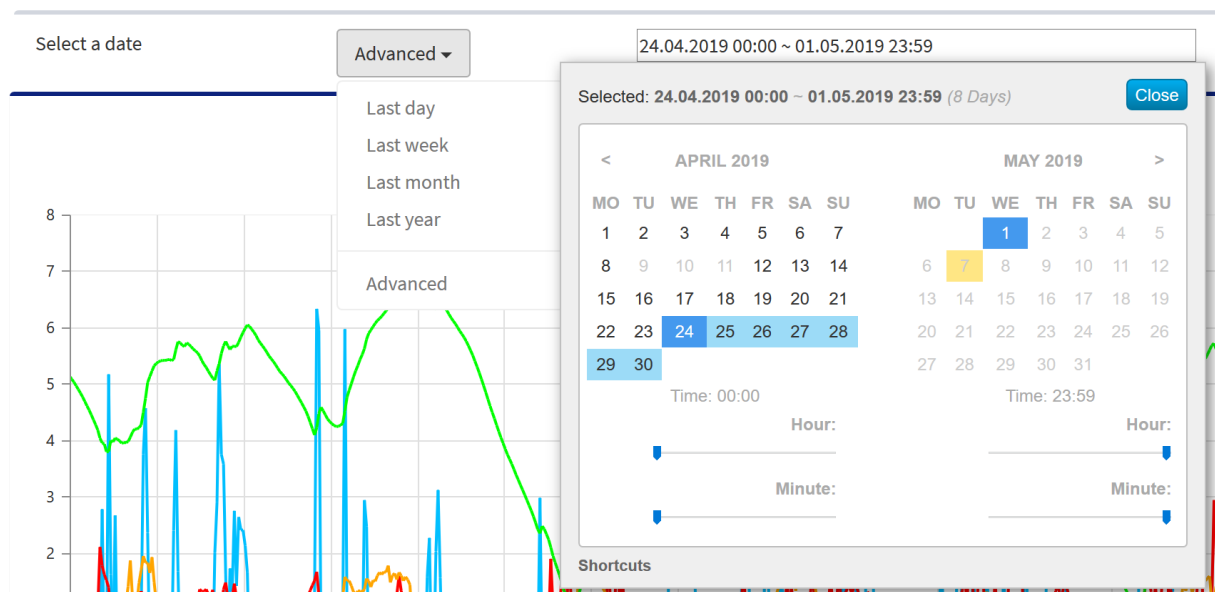 Select a date
Advanced
24.04.2019 00:00 ~ 01.05.2019 23:59
Last day
Last week
Last month
Last year
Advanced
Selected: 24.04.2019 00:00 ~ 01.05.2019 23:59 (8 Days)
Close
< APRIL 2019
MO TU WE TH FR SA SU
1 2 3 4 5 6 7
8 9 10 11 12 13 14
15 16 17 18 19 20 21
22 23 24 25 26 27 28
29 30
Time: 00:00
Hour:
Minute:
MAY 2019 >
MO TU WE TH FR SA SU
1 2 3 4 5
6 7 8 9 10 11 12
13 14 15 16 17 18 19
20 21 22 23 24 25 26
27 28 29 30 31
Time: 23:59
Hour:
Minute:
Shortcuts
8
7
6
5
4
3
2